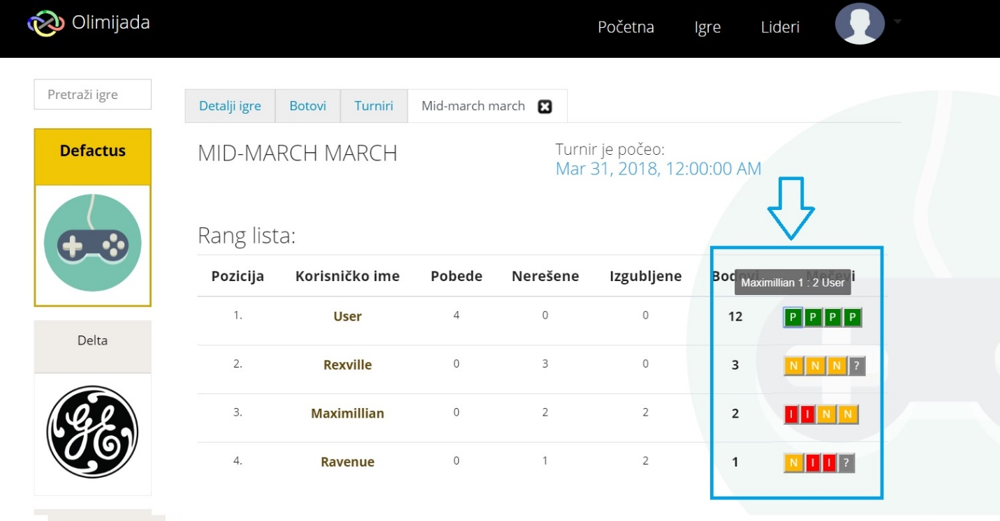 Olimijada
Početna Igre Lideri
Pretraži igre
Defactus
Delta
GE
Detalji igre Botovi Turniri Mid-march march
MID-MARCH MARCH
Turnir je počeo:
Mar 31, 2018, 12:00:00 AM
Rang lista:
Pozicija Korisničko ime Pobede Nerešene Izgubljene Bodovi Mečevi
Maximillian 1 : 2 User
1. User 4 0 0 12 P P P P
2. Rexville 0 3 0 3 N N N ?
3. Maximillian 0 2 2 2 I I N N
4. Ravenue 0 1 2 1 N I I ?